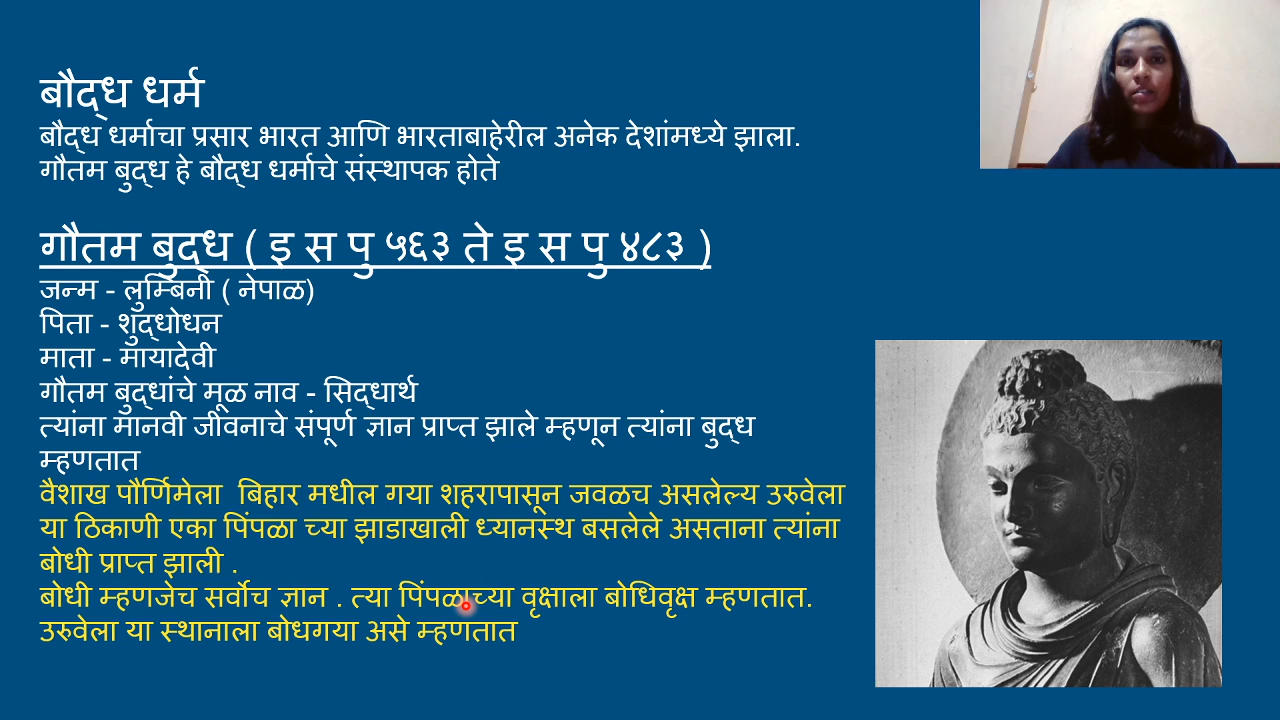 बौद्ध धर्म
बौद्ध धर्माचा प्रसार भारत आणि भारताबाहेरील अनेक देशांमध्ये झाला.
गौतम बुद्ध हे बौद्ध धर्माचे संस्थापक होते
गौतम बुद्ध ( इ स पु ५६३ ते इ स पु ४८३ )
जन्म - लुम्बिनी ( नेपाळ)
पिता - शुद्धोधन
माता - मायादेवी
गौतम बुद्धांचे मूळ नाव - सिद्धार्थ
त्यांना मानवी जीवनाचे संपूर्ण ज्ञान प्राप्त झाले म्हणून त्यांना बुद्ध
म्हणतात
वैशाख पौर्णिमेला बिहार मधील गया शहरापासून जवळच असलेल्य उरुवेला
या ठिकाणी एका पिंपळा च्या झाडाखाली ध्यानस्थ बसलेले असताना त्यांना
बोधी प्राप्त झाली .
बोधी म्हणजेच सर्वोच ज्ञान . त्या पिंपळाच्या वृक्षाला बोधिवृक्ष म्हणतात.
उरुवेला या स्थानाला बोधगया असे म्हणतात